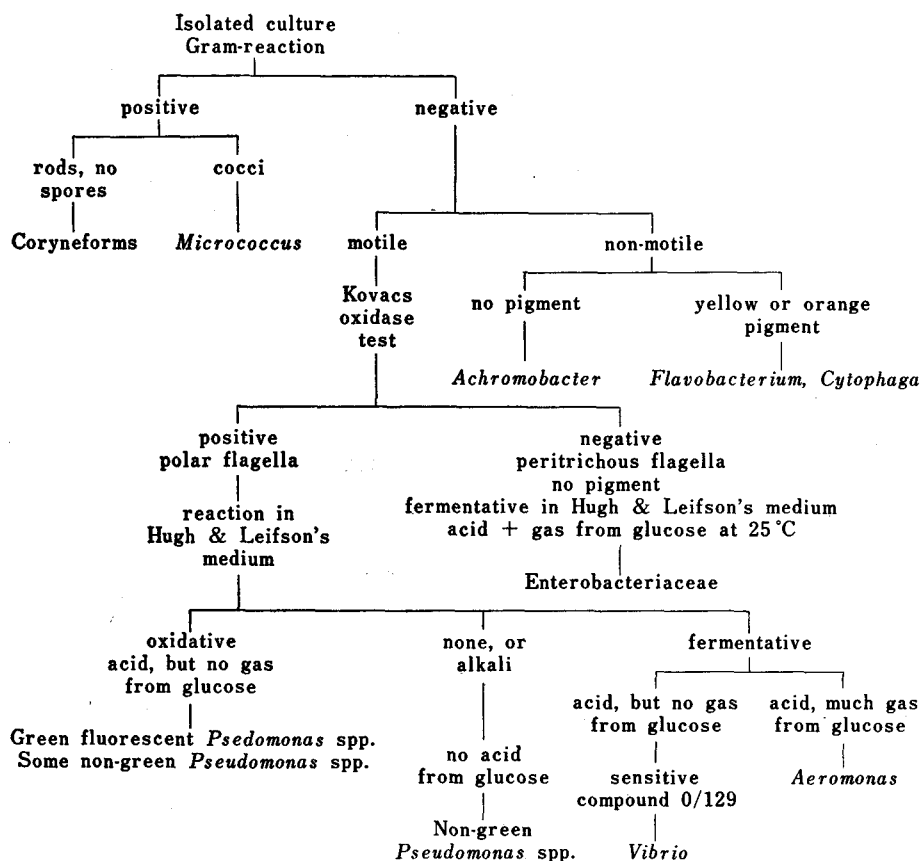 Isolated culture
Gram-reaction
positive
negative
rods, no
spores
cocci
Coryneforms
Micrococcus
motile
non-motile
Kovacs
oxidase
test
no pigment
yellow or orange
pigment
Achromobacter
Flavobacterium, Cytophaga
positive
polar flagella
negative
peritrichous flagella
no pigment
fermentative in Hugh & Leifson's medium
acid + gas from glucose at 25°C
reaction in
Hugh & Leifson's
medium
Enterobacteriaceae
oxidative
acid, but no gas
from glucose
none, or
alkali
fermentative
acid, but no gas
from glucose
acid, much gas
from glucose
Green fluorescent Psedomonas spp.
Some non-green Pseudomonas spp.
no acid
from glucose
sensitive
compound 0/129
Aeromonas
Non-green
Pseudomonas spp.
Vibrio